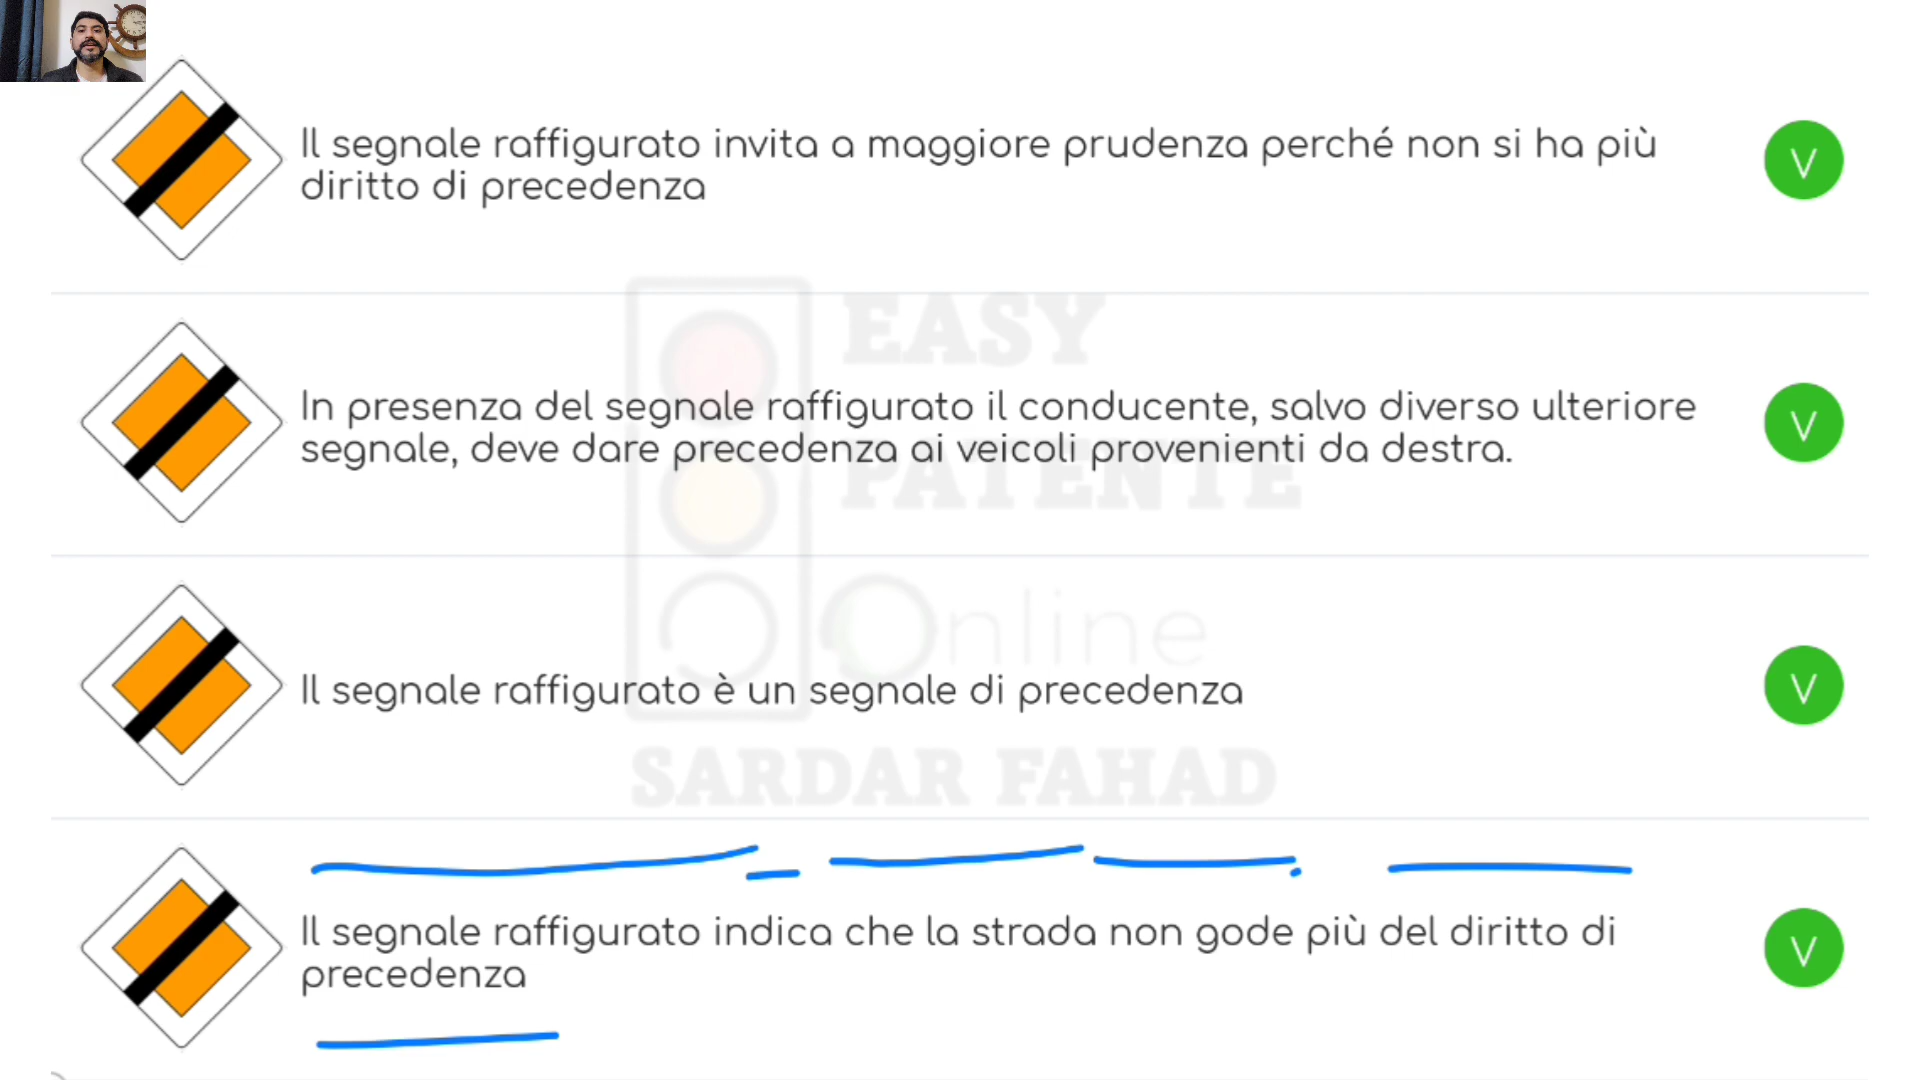 Il segnale raffigurato invita a maggiore prudenza perché non si ha più
diritto di precedenza
V
EASY
In presenza del segnale raffigurato il conducente, salvo diverso ulteriore
segnale, deve dare precedenza ai veicoli provenienti da destra.
V
PATENTE
Online
Il segnale raffigurato è un segnale di precedenza
V
SARDAR FAHAD
Il segnale raffigurato indica che la strada non gode più del diritto di
precedenza
V